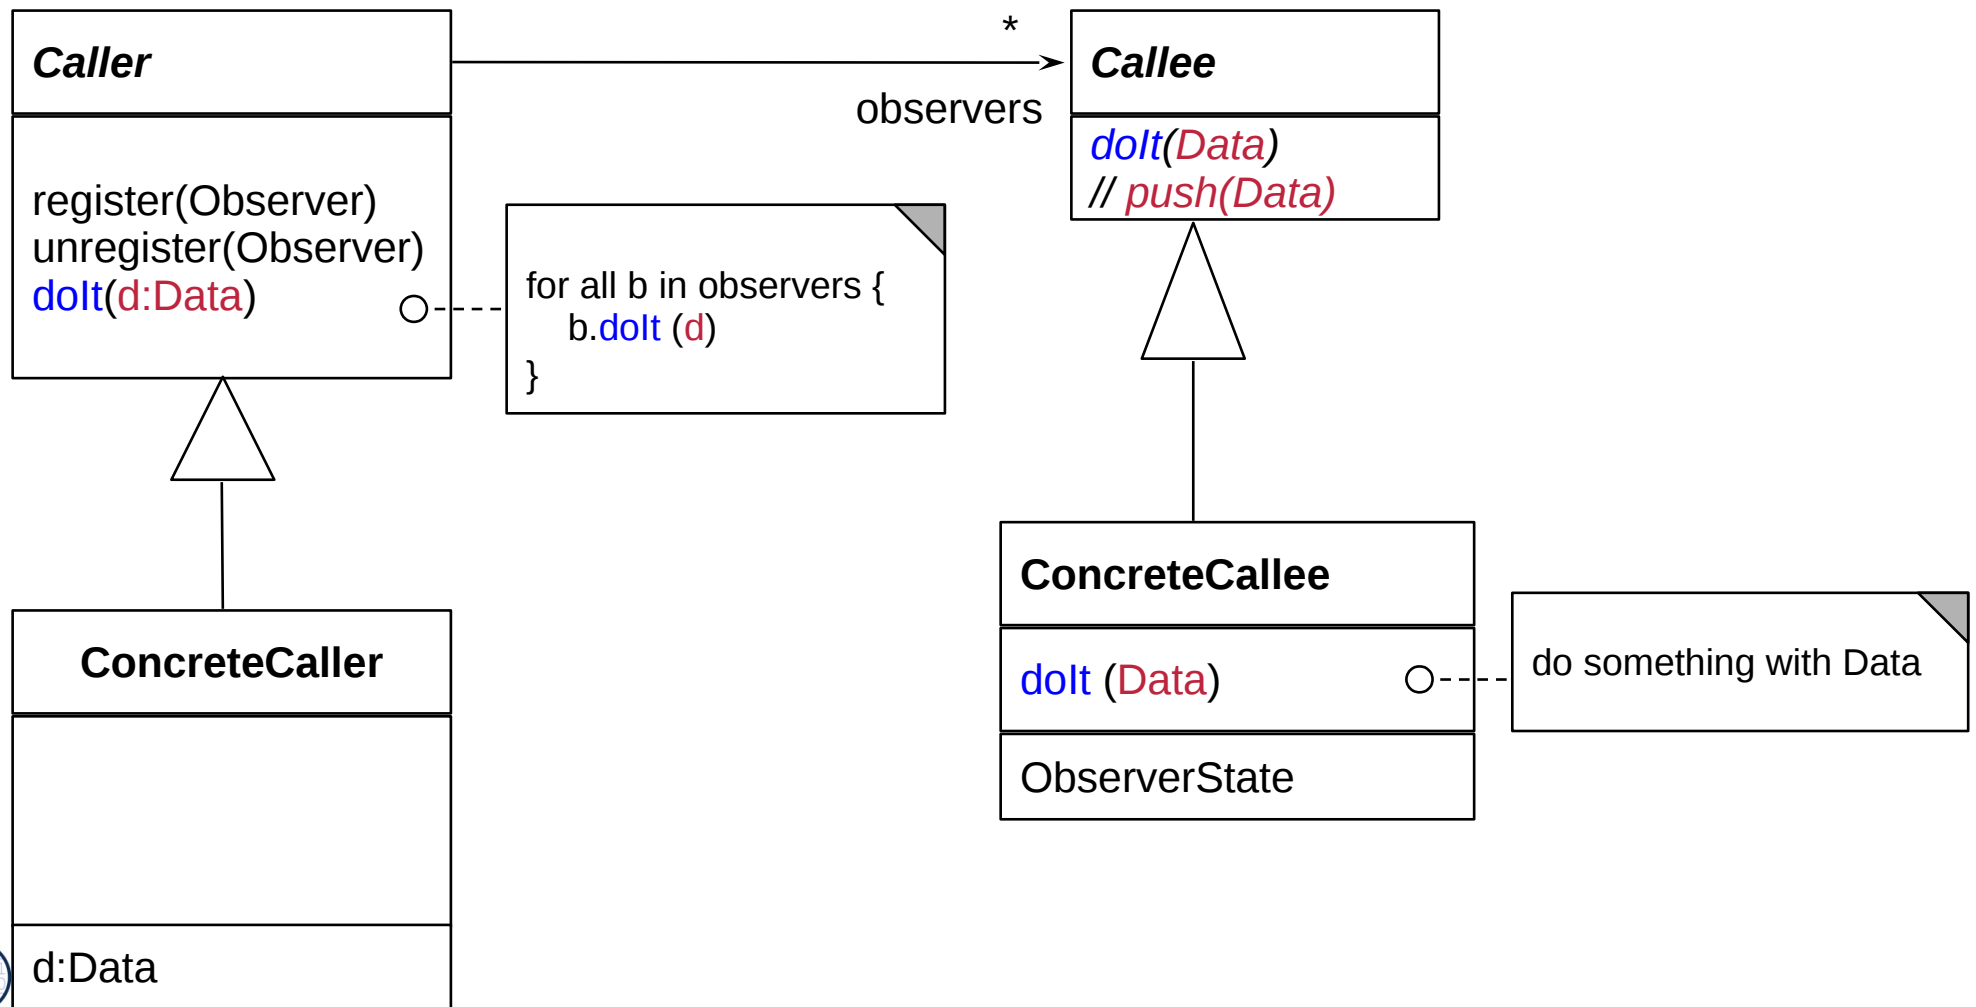 Caller
register(Observer)
unregister(Observer)
doIt(d:Data)
*
observers
Callee
doIt(Data)
// push(Data)
for all b in observers {
b.doIt (d)
}
ConcreteCaller
d:Data
ConcreteCallee
doIt (Data)
ObserverState
do something with Data